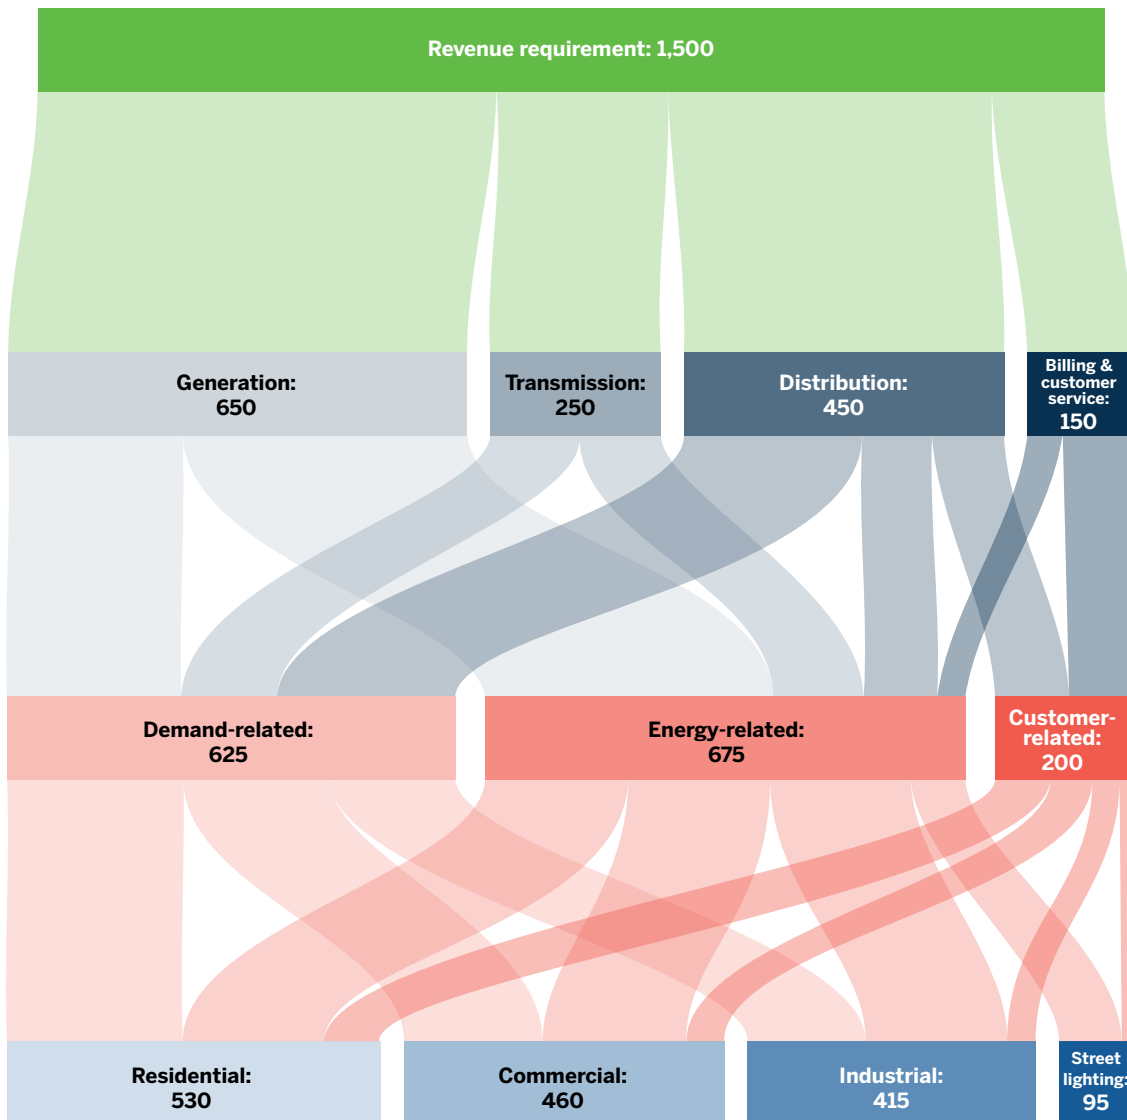 Revenue requirement: 1,500
Generation:
650
Transmission:
250
Distribution:
450
Billing &
customer
service:
150
Demand-related:
625
Energy-related:
675
Customer-
related:
200
Residential:
530
Commercial:
460
Industrial:
415
Street
lighting:
95